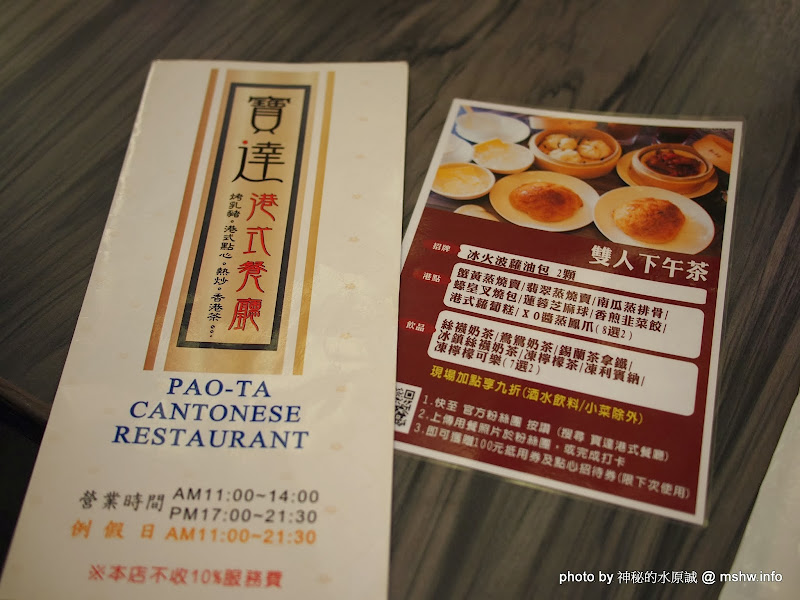 寶達
港式餐廳
烤乳豬。港式點心。熱炒。香港茶。。。
PAO-TA
CANTONESE
RESTAURANT
營業時間 AM11:00~14:00
PM17:00~21:30
例假日 AM11:00~21:30
※本店不收10%服務費
雙人下午茶
招牌
冰火波蘿油包 2顆
港點
蟹黃蒸燒賣/翡翠蒸燒賣/南瓜蒸排骨/
蜂皇叉燒包/蓮蓉芝麻球/香煎韭菜餃/
港式蘿蔔糕/XO醬蒸鳳爪(8選2)
飲品
絲襪奶茶/鴛鴦奶茶/錫蘭茶拿鐵/
冰鎮絲襪奶茶/凍檸檬茶/凍利賓納/
凍檸檬可樂(7選2)
現場加點享九折(酒水飲料/小菜除外)
1.快至 官方粉絲團 按讚 (搜尋 寶達港式餐廳)
2.上傳用餐照片於粉絲團，或完成打卡
3.即可獲贈100元抵用券及點心招待券(限下次使用)
photo by 神秘的水原誠 @ mshw.info